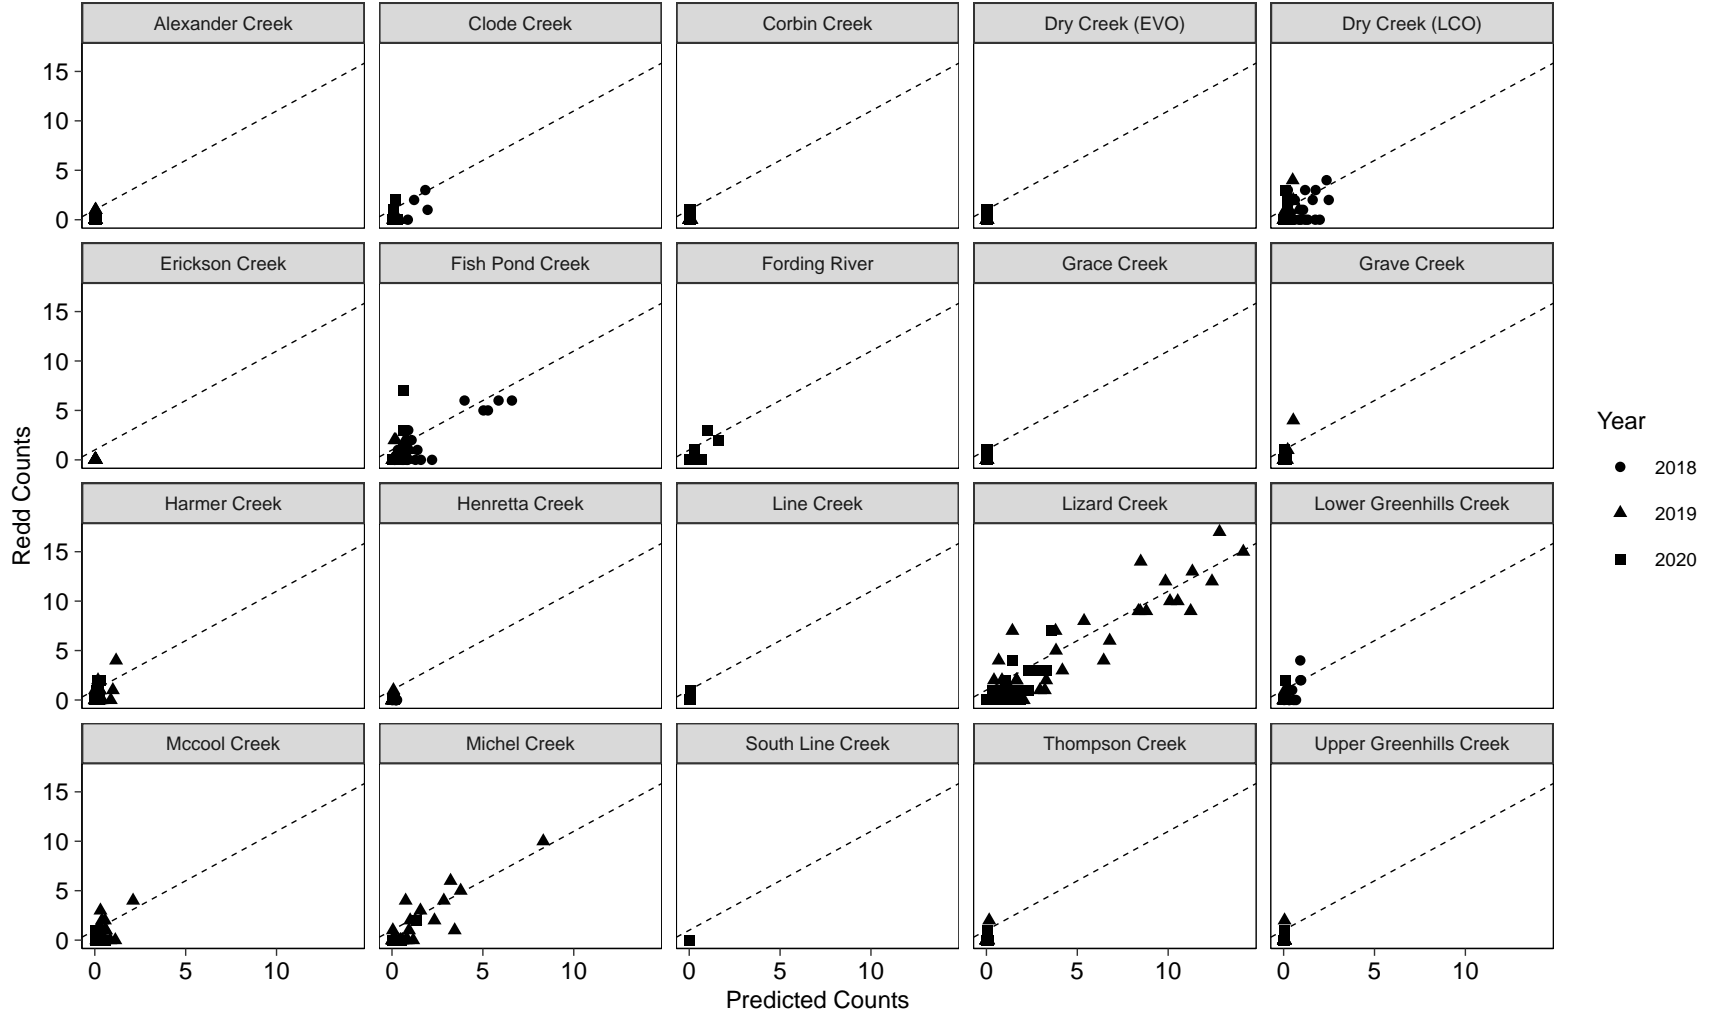 Alexander Creek
Clode Creek
Corbin Creek
Dry Creek (EVO)
Dry Creek (LCO)
15
10
5
0
Erickson Creek
Fish Pond Creek
Fording River
Grace Creek
Grave Creek
15
10
5
0
Harmer Creek
Henretta Creek
Line Creek
Lizard Creek
Lower Greenhills Creek
15
10
5
0
Mccool Creek
Michel Creek
South Line Creek
Thompson Creek
Upper Greenhills Creek
15
10
5
0
0 5 10
0 5 10
0 5 10
0 5 10
0 5 10
Predicted Counts
Redd Counts
Year
2018
2019
2020